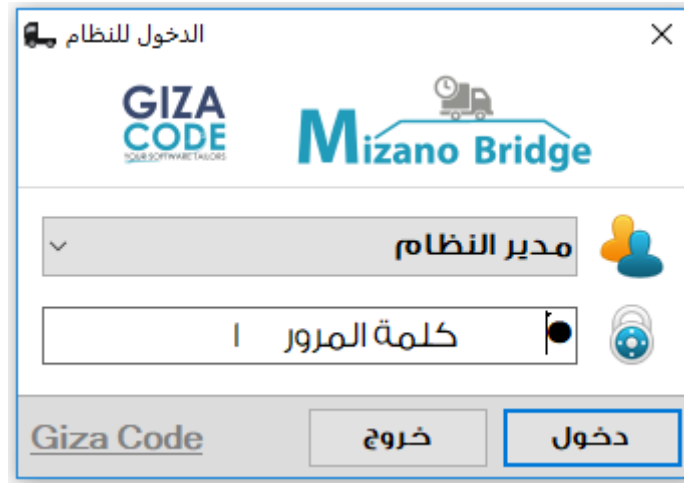 الدخول للنظام
GIZA
CODE
YOUR SOFTWARE TAILORS
Mizano Bridge
مدير النظام
كلمة المرور ا
دخول
خروج
Giza Code